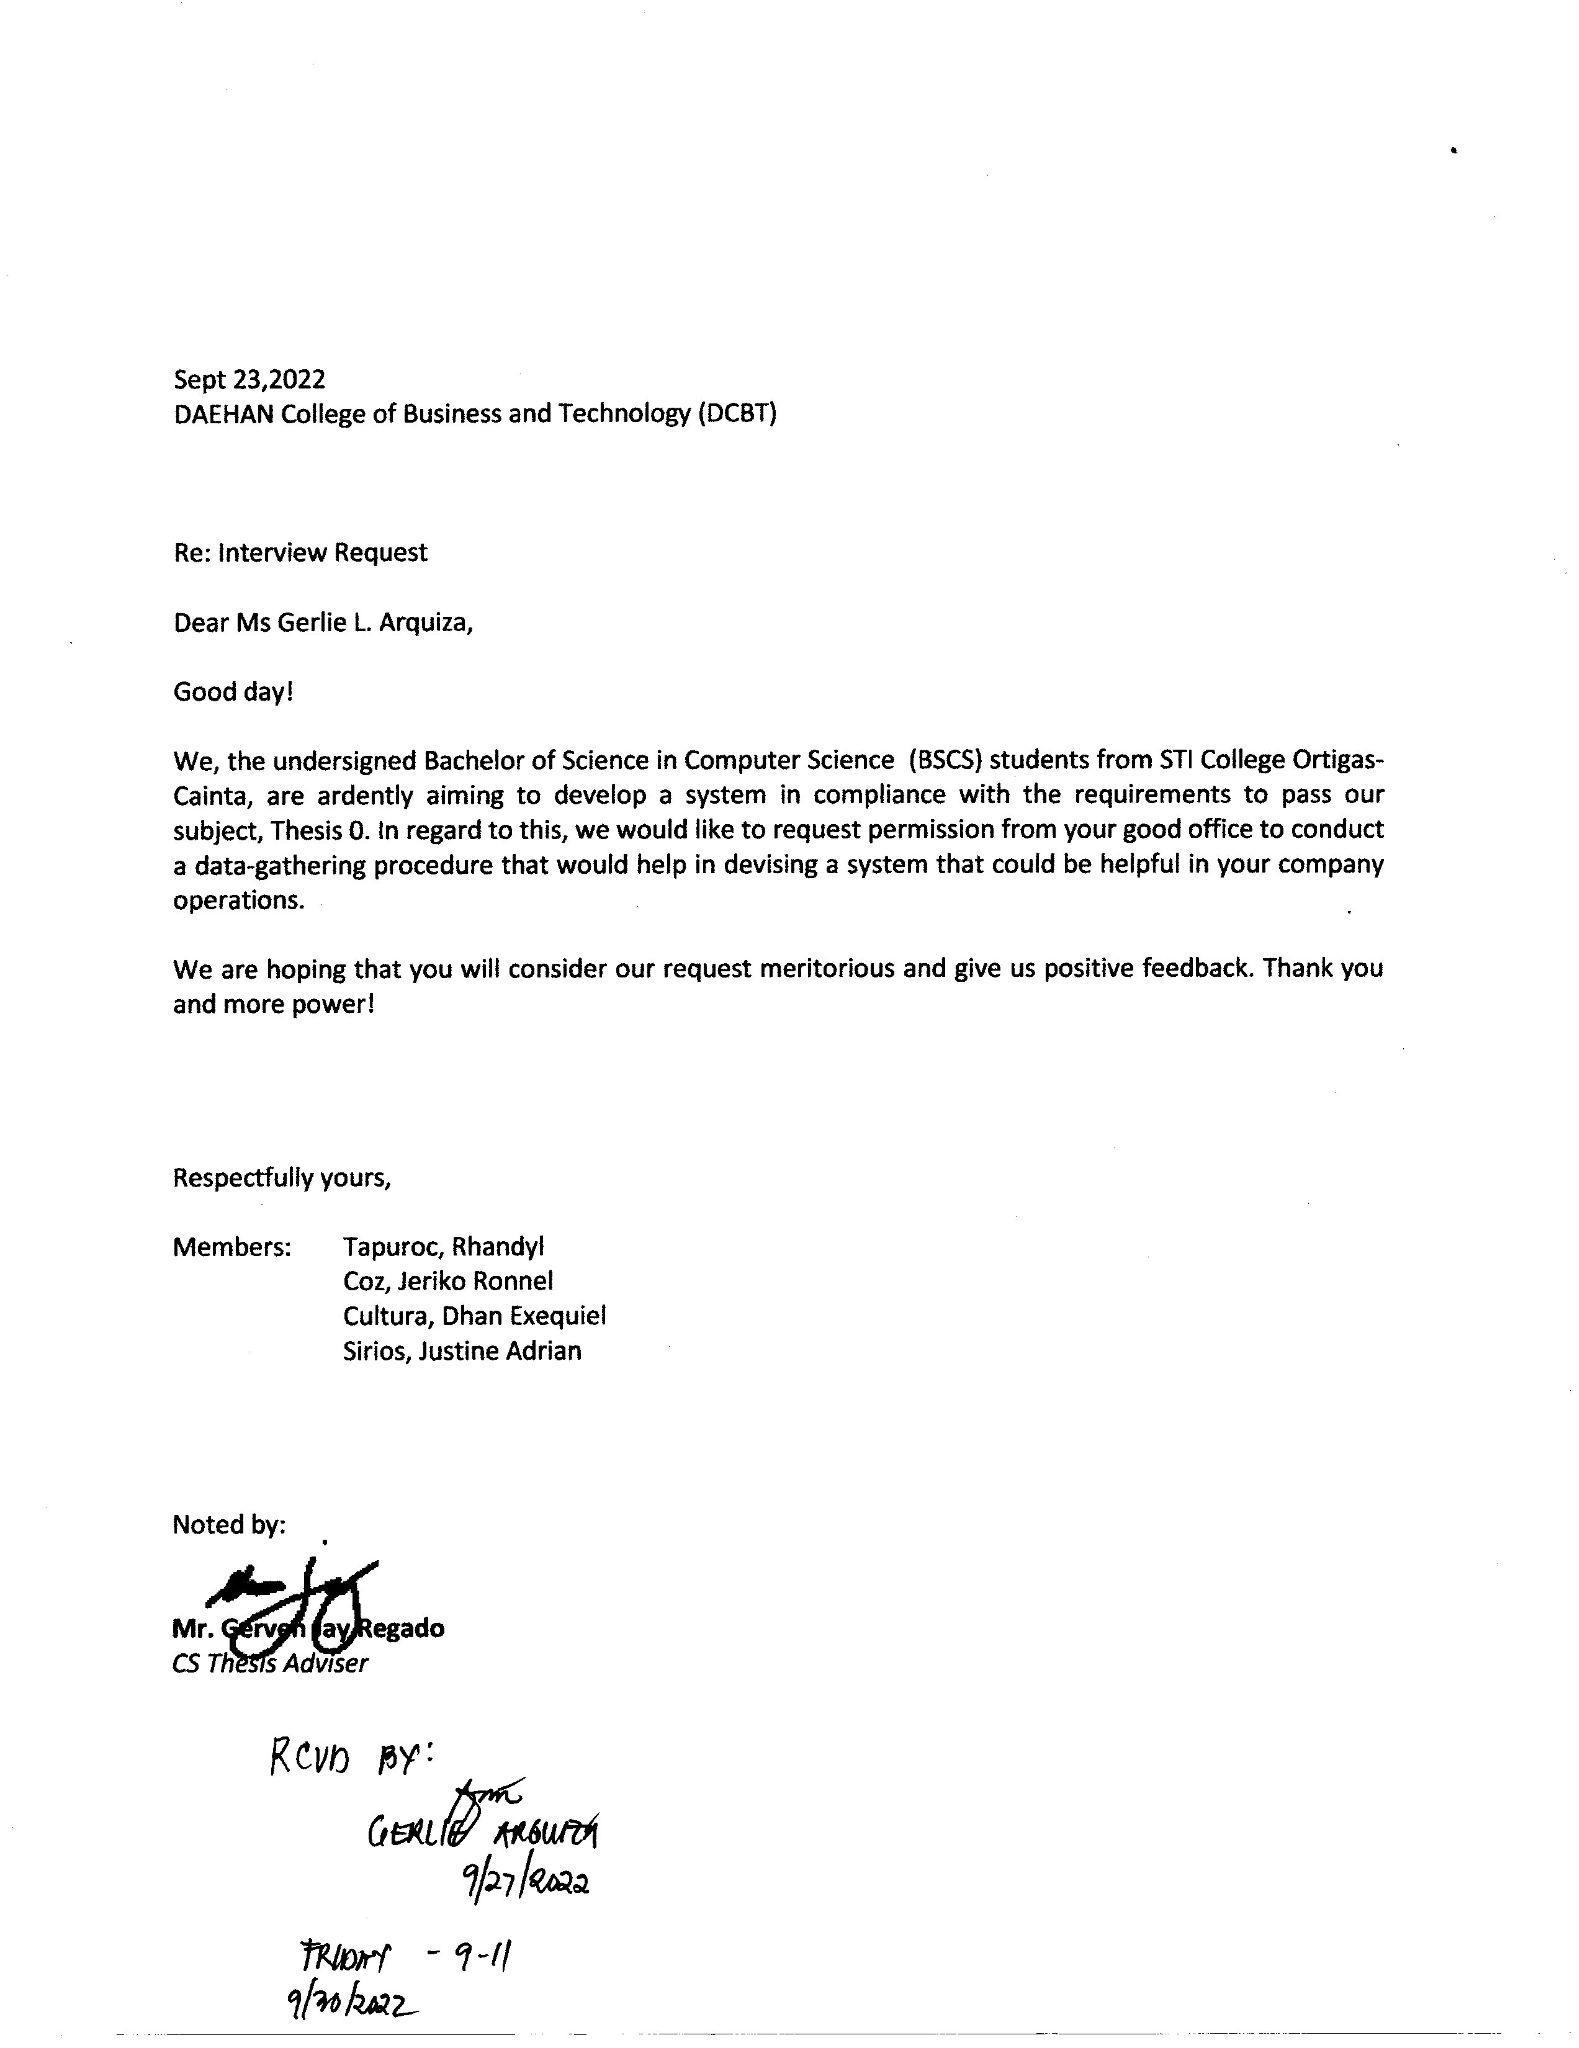 Sept 23,2022
DAEHAN College of Business and Technology (DCBT)
Re: Interview Request
Dear Ms Gerlie L. Arquiza,
Good day!
We, the undersigned Bachelor of Science in Computer Science (BSCS) students from STI College Ortigas-
Cainta, are ardently aiming to develop a system in compliance with the requirements to pass our
subject, Thesis 0. In regard to this, we would like to request permission from your good office to conduct
a data-gathering procedure that would help in devising a system that could be helpful in your company
operations.
We are hoping that you will consider our request meritorious and give us positive feedback. Thank you
and more power!
Respectfully yours,
Members: Tapuroc, Rhandyl
Coz, Jeriko Ronnel
Cultura, Dhan Exequiel
Sirios, Justine Adrian
Noted by:
Mr. Gerven Jay Regado
CS Thesis Adviser
RCVD BY:
GERLIE ARQUIZA
9/27/2022
FRIDAY - 9-11
9/30/2022